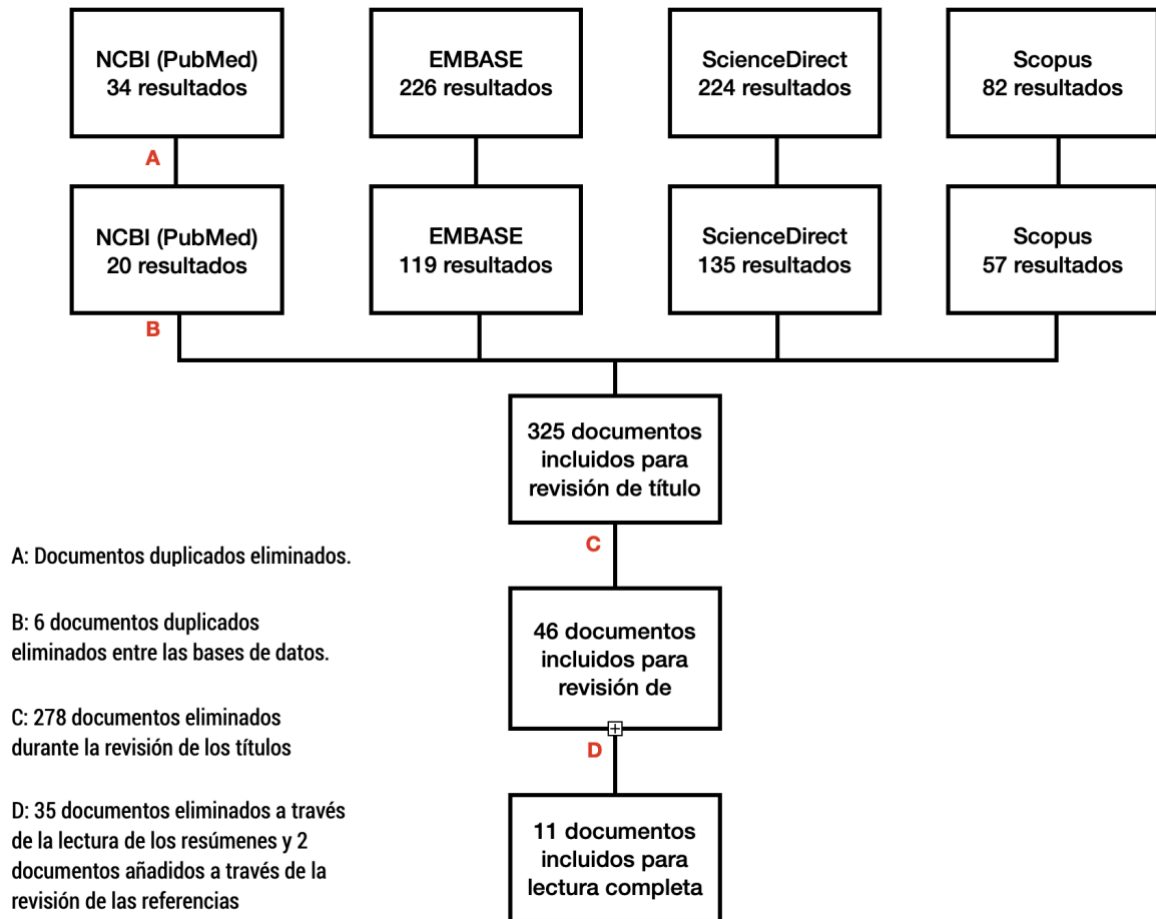 NCBI (PubMed)
34 resultados
EMBASE
226 resultados
ScienceDirect
224 resultados
Scopus
82 resultados
A
NCBI (PubMed)
20 resultados
EMBASE
119 resultados
ScienceDirect
135 resultados
Scopus
57 resultados
B
325 documentos
incluidos para
revisión de título
C
46 documentos
incluidos para
revisión de
D
11 documentos
incluidos para
lectura completa
A: Documentos duplicados eliminados.
B: 6 documentos duplicados
eliminados entre las bases de datos.
C: 278 documentos eliminados
durante la revisión de los títulos
D: 35 documentos eliminados a través
de la lectura de los resúmenes y 2
documentos añadidos a través de la
revisión de las referencias